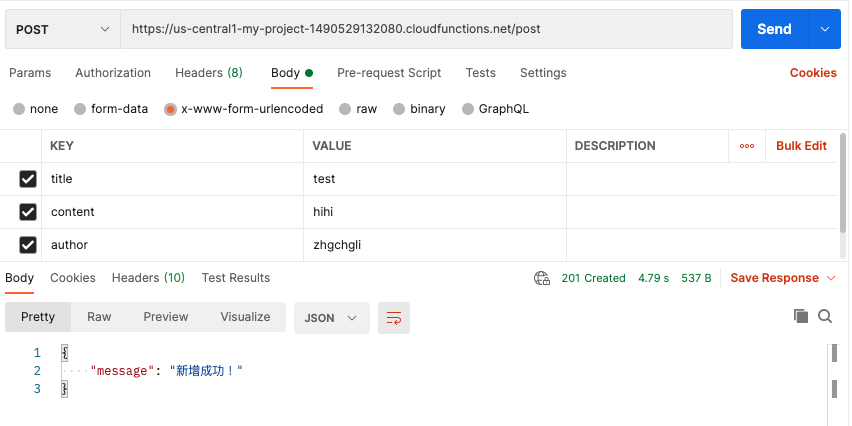 POST https://us-central1-my-project-1490529132080.cloudfunctions.net/post Send
Params Authorization Headers (8) Body Pre-request Script Tests Settings Cookies
none form-data x-www-form-urlencoded raw binary GraphQL
KEY VALUE DESCRIPTION Bulk Edit
title test
content hihi
author zhgchgli
Body Cookies Headers (10) Test Results 201 Created 4.79 s 537 B Save Response
Pretty Raw Preview Visualize JSON
1 {
2 "message": "新增成功！"
3 }